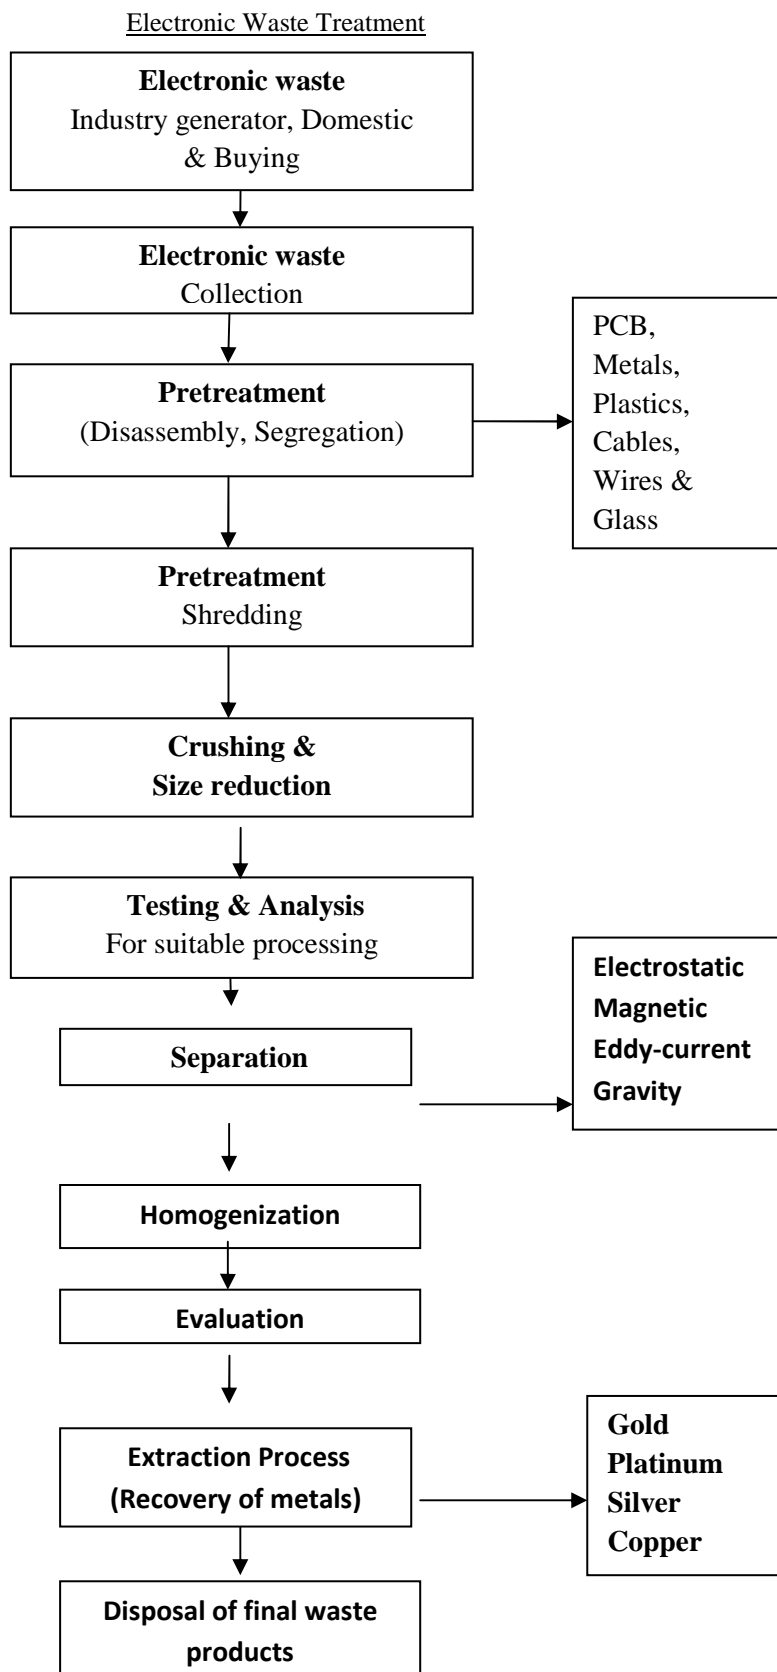 Electronic Waste Treatment
Electronic waste
Industry generator, Domestic
& Buying
Electronic waste
Collection
Pretreatment
(Disassembly, Segregation)
PCB,
Metals,
Plastics,
Cables,
Wires &
Glass
Pretreatment
Shredding
Crushing &
Size reduction
Testing & Analysis
For suitable processing
Separation
Electrostatic
Magnetic
Eddy-current
Gravity
Homogenization
Evaluation
Extraction Process
(Recovery of metals)
Gold
Platinum
Silver
Copper
Disposal of final waste
products